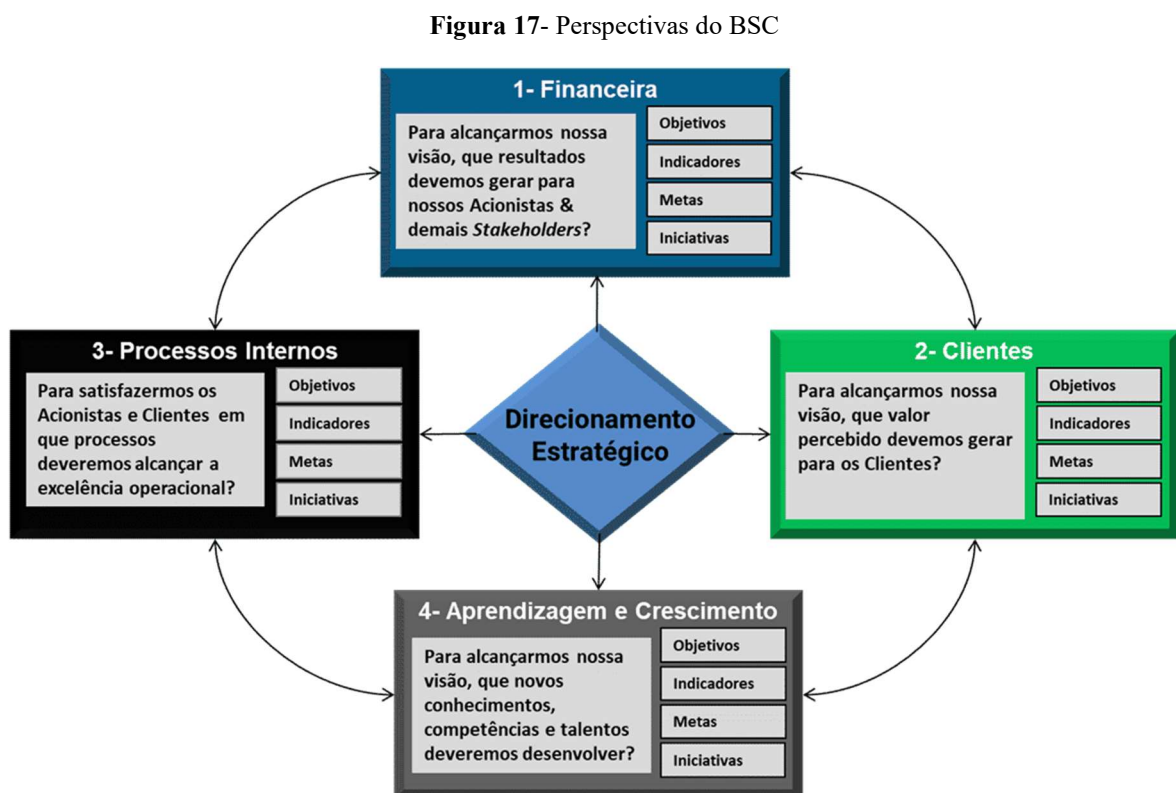 Figura 17- Perspectivas do BSC
1- Financeira
Para alcançarmos nossa
visão, que resultados
devemos gerar para
nossos Acionistas &
demais Stakeholders?
Objetivos
Indicadores
Metas
Iniciativas
3- Processos Internos
Para satisfazermos os
Acionistas e Clientes em
que processos
deveremos alcançar a
excelência operacional?
Objetivos
Indicadores
Metas
Iniciativas
Direcionamento
Estratégico
2- Clientes
Para alcançarmos nossa
visão, que valor
percebido devemos gerar
para os Clientes?
Objetivos
Indicadores
Metas
Iniciativas
4- Aprendizagem e Crescimento
Para alcançarmos nossa
visão, que novos
conhecimentos,
competências e talentos
deveremos desenvolver?
Objetivos
Indicadores
Metas
Iniciativas